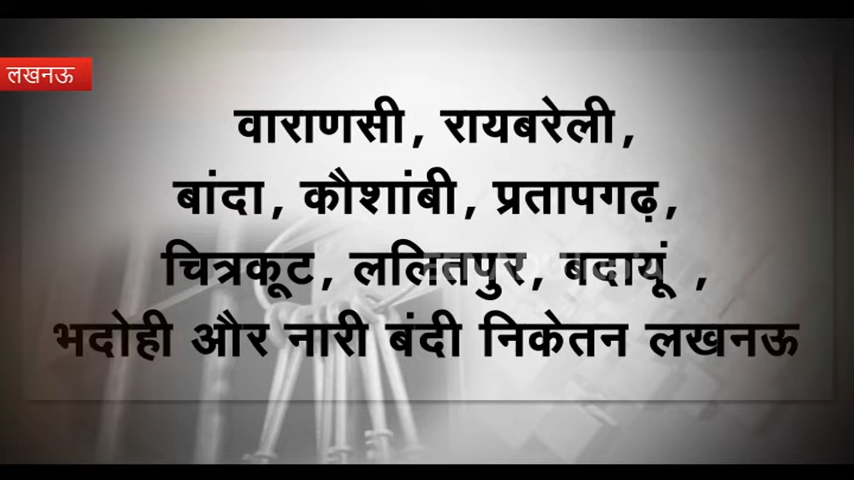 लखनऊ
वाराणसी, रायबरेली,
बांदा, कौशांबी, प्रतापगढ़,
चित्रकूट, ललितपुर, बदायूं ,
भदोही और नारी बंदी निकेतन लखनऊ